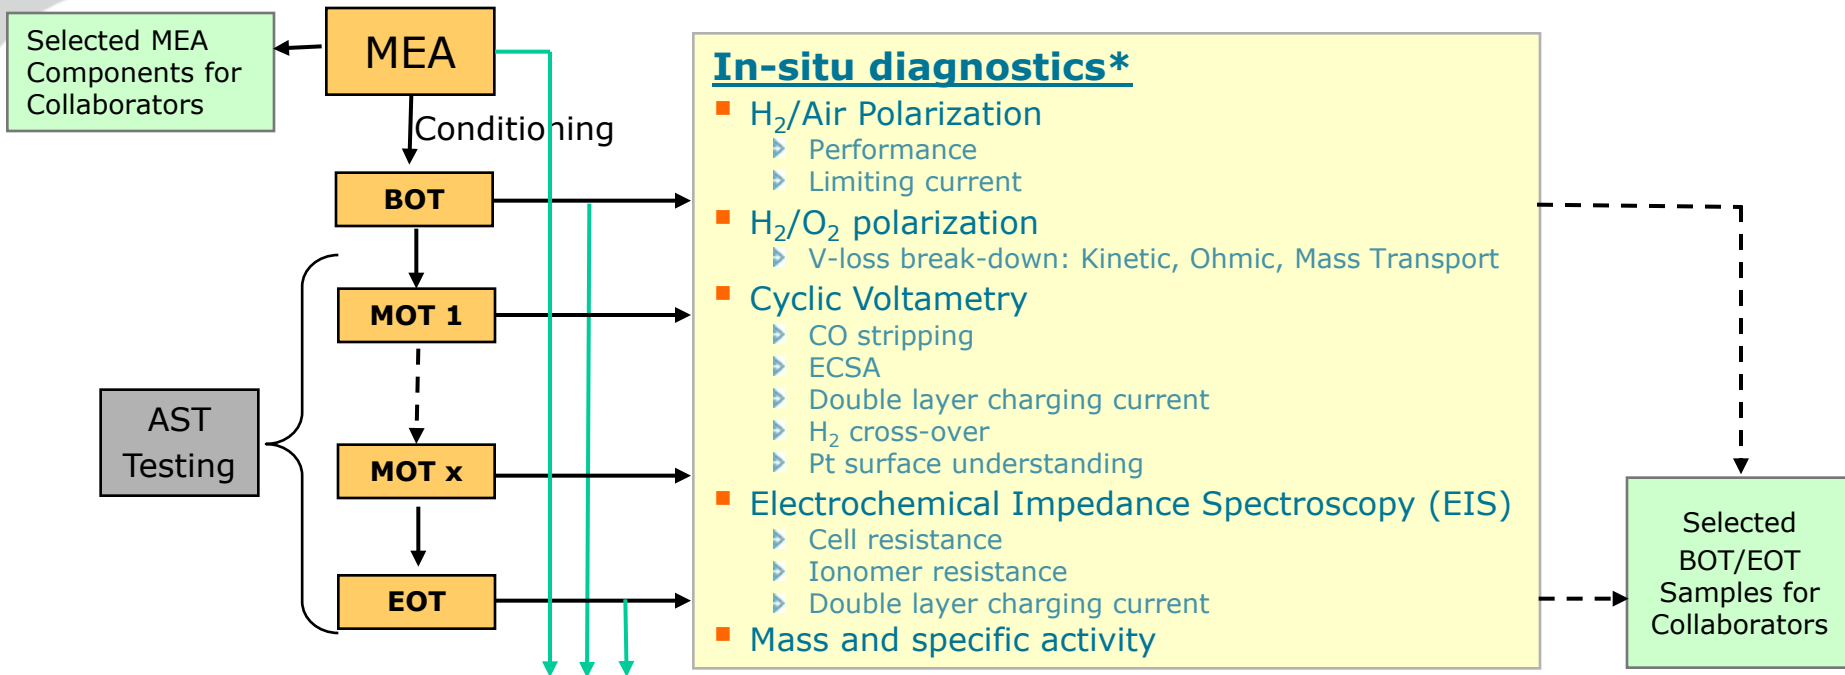 Selected MEA
Components for
Collaborators
MEA
Conditioning
BOT
MOT 1
MOT x
EOT
AST
Testing
In-situ diagnostics*
H₂/Air Polarization
Performance
Limiting current
H₂/O₂ polarization
V-loss break-down: Kinetic, Ohmic, Mass Transport
Cyclic Voltametry
CO stripping
ECSA
Double layer charging current
H₂ cross-over
Pt surface understanding
Electrochemical Impedance Spectroscopy (EIS)
Cell resistance
Ionomer resistance
Double layer charging current
Mass and specific activity
Selected
BOT/EOT
Samples for
Collaborators